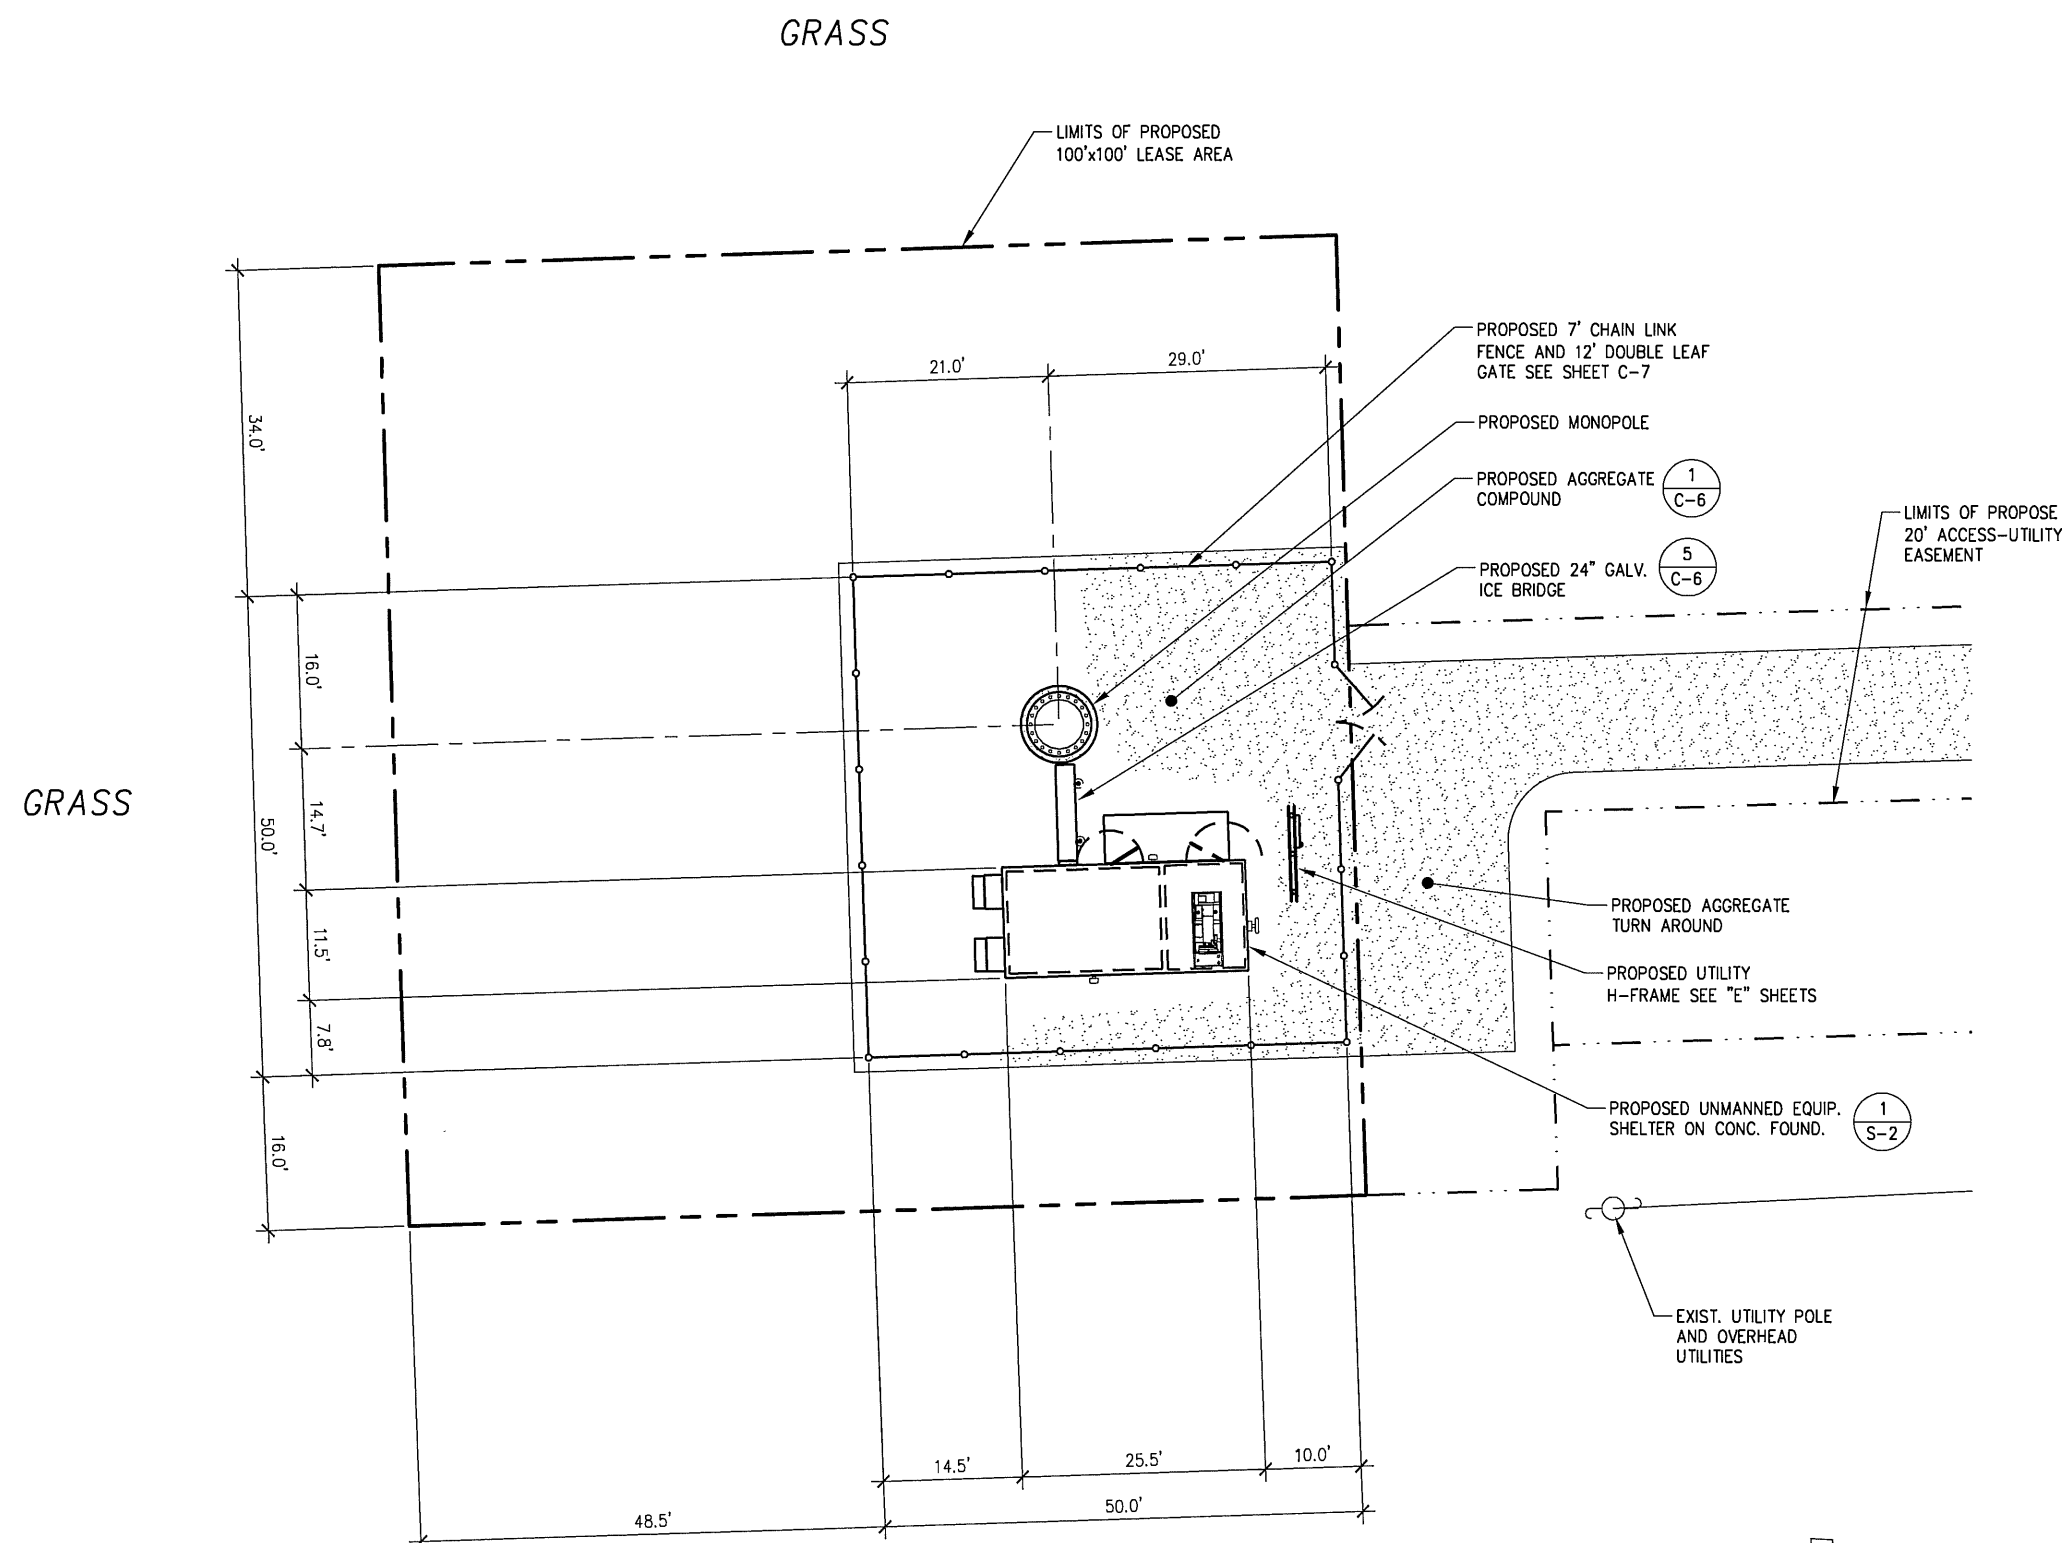 GRASS
LIMITS OF PROPOSED
100'x100' LEASE AREA
PROPOSED 7' CHAIN LINK
FENCE AND 12' DOUBLE LEAF
GATE SEE SHEET C-7
21.0'
29.0'
34.0'
PROPOSED MONOPOLE
PROPOSED AGGREGATE
COMPOUND
1
C-6
LIMITS OF PROPOSE
20' ACCESS-UTILITY
EASEMENT
PROPOSED 24" GALV.
ICE BRIDGE
5
C-6
16.0'
GRASS
14.7'
50.0'
11.5'
7.8'
16.0'
PROPOSED AGGREGATE
TURN AROUND
PROPOSED UTILITY
H-FRAME SEE "E" SHEETS
PROPOSED UNMANNED EQUIP.
SHELTER ON CONC. FOUND.
1
S-2
EXIST. UTILITY POLE
AND OVERHEAD
UTILITIES
14.5'
25.5'
10.0'
48.5'
50.0'